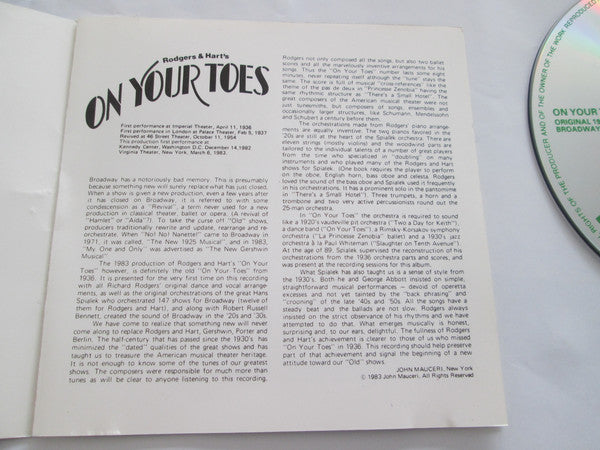 Rodgers & Hart's
ON YOUR TOES
First performance at Imperial Theater, April 11, 1936
First performance in London at Palace Theater, Feb 5, 1937
Revised at 46 Street Theater, October 11, 1954
This production first performance at
Kennedy Center, Washington D.C. December 14, 1982
Virginia Theater, New York, March 6, 1983
Broadway has a notoriously bad memory. This is presumably
because something new will surely replace what has just closed.
When a show is given a new production, even a few years after
it has closed on Broadway, it is referred to with some
condescension as a "Revival", a term never used for a new
production in classical theater, ballet or opera. (A revival of
"Hamlet" or "Aida"?) To take the curse off "Old" shows,
producers traditionally rewrite and update, rearrange and re-
orchestrate. When "No! No! Nanette!" came to Broadway in
1971, it was called, "The New 1925 Musical" and in 1983,
"My One and Only" was advertised as "The New Gershwin
Musical".
The 1983 production of Rodgers and Hart's "On Your
Toes" however, is definitely the old "On Your Toes" from
1936. It is presented for the very first time on this recording
with all Richard Rodgers' original dance and vocal arrange-
ments, as well as the original orchestrations of the great Hans
Spialek who orchestrated 147 shows for Broadway (twelve of
them for Rodgers and Hart), and along with Robert Russell
Bennett, created the sound of Broadway in the '20s and '30s.
We have come to realize that something new will never
come along to replace Rodgers and Hart, Gershwin, Porter and
Berlin. The half-century that has passed since the 1930's has
minimized the "dated" qualities of the great shows and has
taught us to treasure the American musical theater heritage.
It is not enough to know some of the tunes of our greatest
shows. The composers were responsible for much more than
tunes as will be clear to anyone listening to this recording.
Rodgers not only composed all the songs, but also two ballet
scores and all the marvelously inventive arrangements for his
songs. Thus the "On Your Toes" number lasts some eight
minutes, never repeating itself although the "tune" stays the
same. The score is full of musical "cross-references" like the
theme of the pas de deux in "Princesse Zenobia" having the
same rhythmic structure as "There's a Small Hotel". The
great composers of the American musical theater were not
just tunesmiths, but composers of songs, ensembles and
occasionally larger structures, like Schumann, Mendelssohn
and Schubert a century before them.
The orchestrations made from Rodgers' piano arrange-
ments are equally inventive. The two pianos favored in the
'20s are still at the heart of the sound of Spialek's. There are
eleven strings (mostly violins) and the woodwind parts are
tailored to the individual talents of a number of great players
from the time who specialized in "doubling" on many
instruments and who played many of the Rodgers and Hart
shows for Spialek. (One book requires the player to perform
on the oboe, English horn, bass oboe and celesta. Rodgers
loved the sound of the bass oboe and Spialek used it frequently
in his orchestrations. It has a prominent solo in the pantomime
in "There's a Small Hotel".) Three trumpets, a horn and a
trombone and two very active percussionists round out the
25-man orchestra.
In "On Your Toes" the orchestra is required to sound
like a 1920's vaudeville pit orchestra ("Two a Day for Keith"),
a dance band ("On Your Toes"), a Rimsky-Korsakov symphony
orchestra ("La Princesse Zenobia" ballet) and a 1930's jazz
orchestra à la Paul Whiteman ("Slaughter on Tenth Avenue").
At the age of 89, Spialek supervised the reconstruction of his
orchestrations from the 1936 orchestra parts and scores, and
was present at the recording sessions for this album.
What Spialek has also taught us is a sense of style from
the 1930's. Both he and George Abbott insisted on simple,
straightforward musical performances – devoid of operetta
excesses and not yet tainted by the "back phrasing" and
"crooning" of the late '40s and '50s. All the songs have a
steady beat and the ballads are not slow. Rodgers always
insisted on the strict observance of his rhythms and we have
attempted to do that. What emerges musically is honest,
surprising and, to our ears, delightful. The fullness of Rodgers
and Hart's achievement is clearer to those of us who missed
"On Your Toes" in 1936. This recording should help preserve
part of that achievement and signal the beginning of a new
attitude toward our "Old" shows.
JOHN MAUCERI, New York
© 1983 John Mauceri, All Rights Reserved
L RIGHTS OF THE PRODUCER AND OF THE OWNER OF THE WORK REPRODUCED
ON YOUR
ORIGINAL 19
BROADWAY